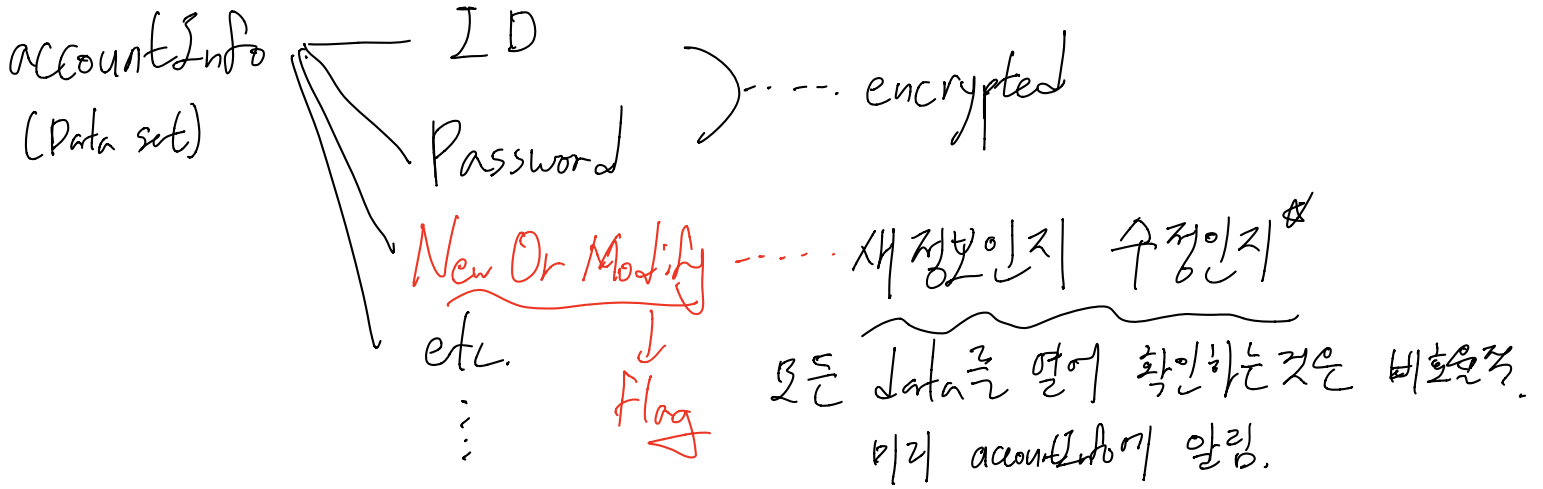 accountInfo
(Data set)
ID
Password
encrypted
New Or Modify
새정보인지 수정인지
etc.
Flag
모든 data를 열어 확인하는것은 비효율적.
미리 accountInfo에 알림.